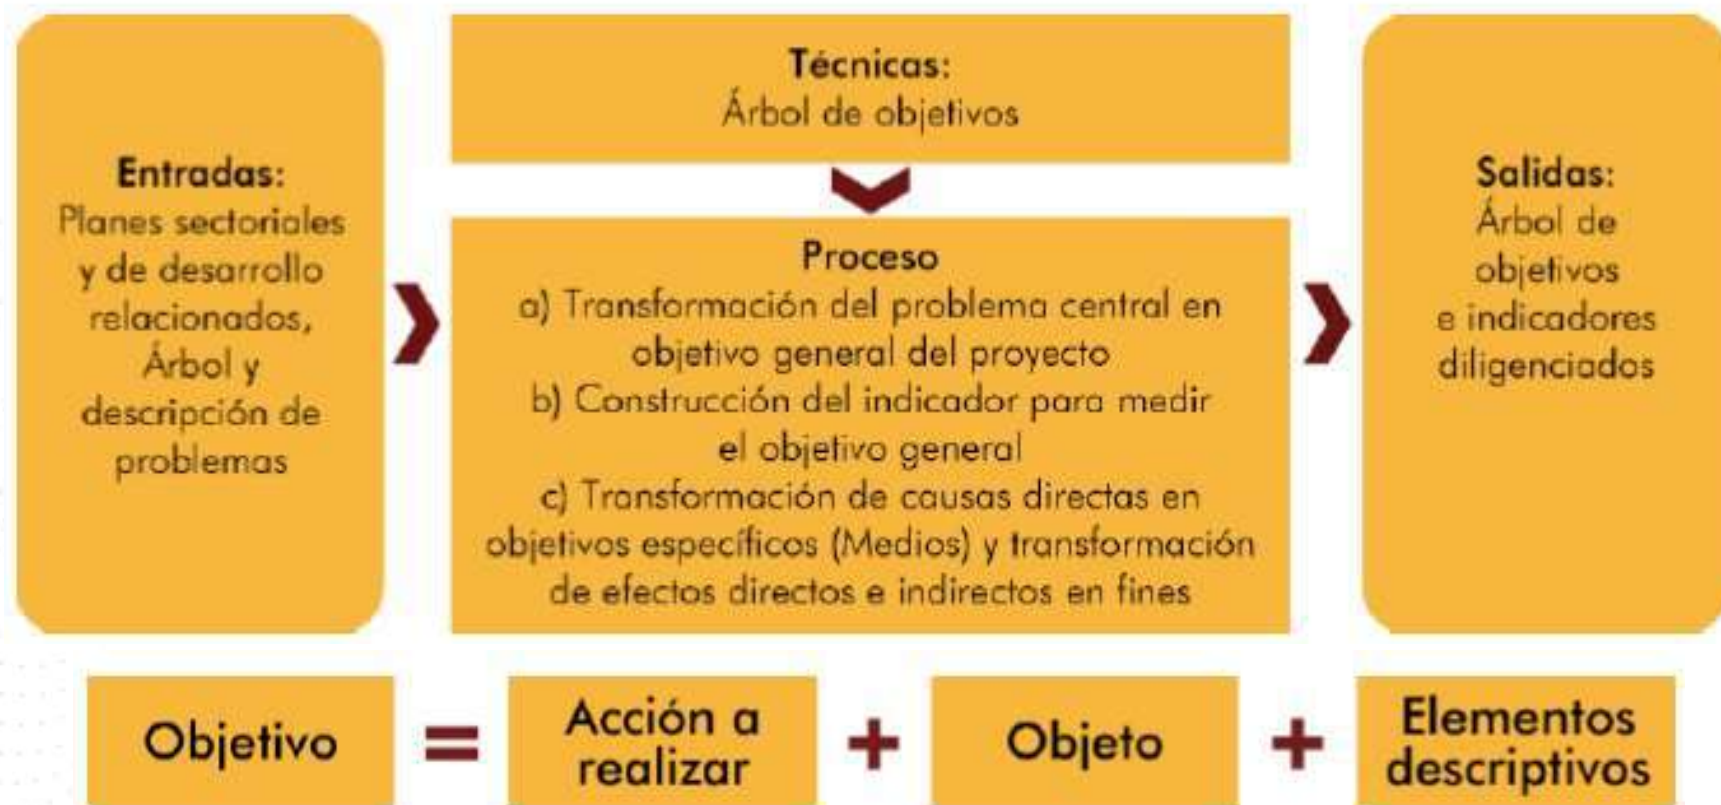 Entradas:
Planes sectoriales
y de desarrollo
relacionados,
Árbol y
descripción de
problemas
Técnicas:
Árbol de objetivos
Proceso
a) Transformación del problema central en
objetivo general del proyecto
b) Construcción del indicador para medir
el objetivo general
c) Transformación de causas directas en
objetivos específicos (Medios) y transformación
de efectos directos e indirectos en fines
Salidas:
Árbol de
objetivos
e indicadores
diligenciados
Objetivo = Acción a + Objeto + Elementos
realizar descriptivos